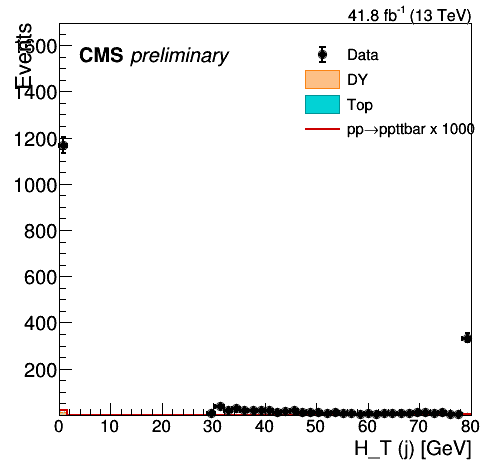 41.8 fb-1 (13 TeV)
CMS preliminary
Data
DY
Top
pp→ppttbar x 1000
Events
1600
1400
1200
1000
800
600
400
200
0 10 20 30 40 50 60 70 80
H_T (j) [GeV]